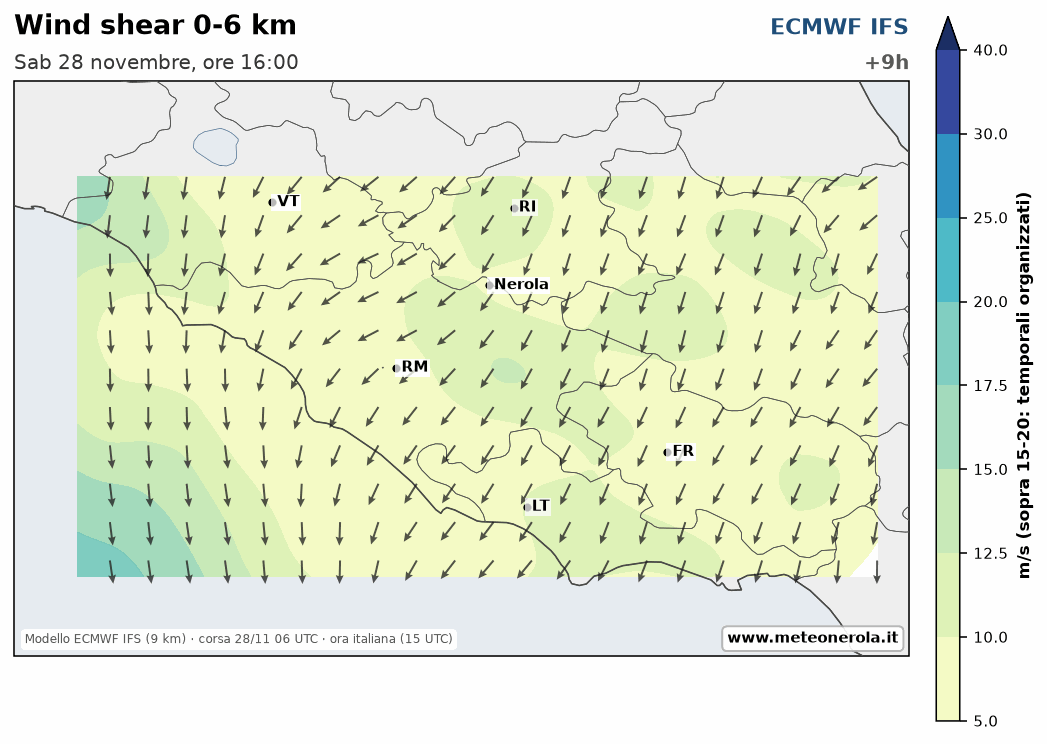 Wind shear 0-6 km
ECMWF IFS
Sab 28 novembre, ore 16:00
+9h
VT
RI
Nerola
RM
FR
LT
Modello ECMWF IFS (9 km) · corsa 28/11 06 UTC · ora italiana (15 UTC)
www.meteonerola.it
40.0
30.0
25.0
20.0
17.5
15.0
12.5
10.0
5.0
m/s (sopra 15-20: temporali organizzati)